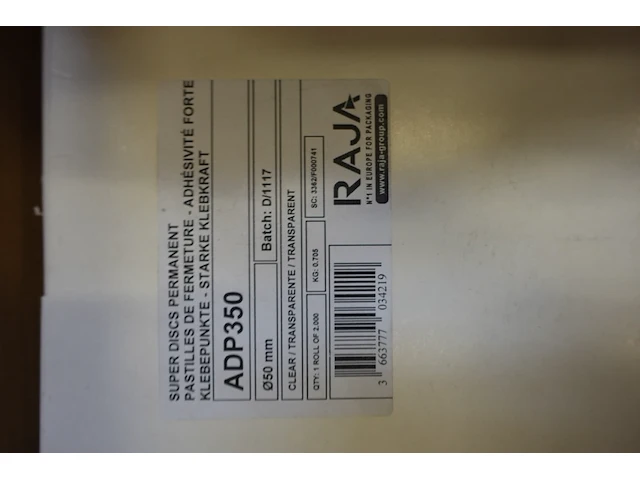 SUPER DISCS PERMANENT
PASTILLES DE FERMETURE - ADHÉSIVITÉ FORTE
KLEBEPUNKTE - STARKE KLEBKRAFT
ADP350
Ø50 mm
Batch: D/1117
CLEAR / TRANSPARENTE / TRANSPARENT
QTY: 1 ROLL OF 2.000
KG: 0.705
SC: 3362/F000741
3 663777 034219
RAJA
N°1 IN EUROPE FOR PACKAGING
www.raja-group.com